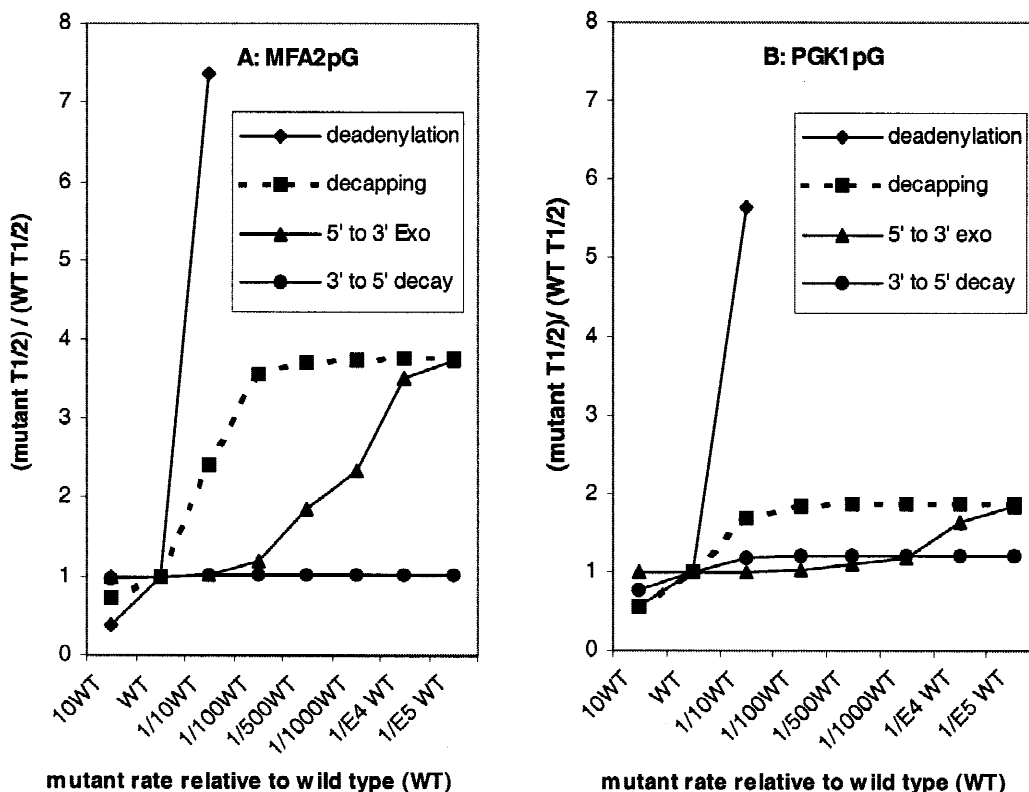 A: MFA2pG
(mutant T1/2) / (WT T1/2)
8
7
6
5
4
3
2
1
0
deadenylation
decapping
5' to 3' Exo
3' to 5' decay
10WT
WT
1/10WT
1/100WT
1/500WT
1/1000WT
1/E4 WT
1/E5 WT
mutant rate relative to wild type (WT)
B: PGK1pG
(mutant T1/2)/ (WT T1/2)
8
7
6
5
4
3
2
1
0
deadenylation
decapping
5' to 3' exo
3' to 5' decay
10WT
WT
1/10WT
1/100WT
1/500WT
1/1000WT
1/E4 WT
1/E5 WT
mutant rate relative to wild type (WT)